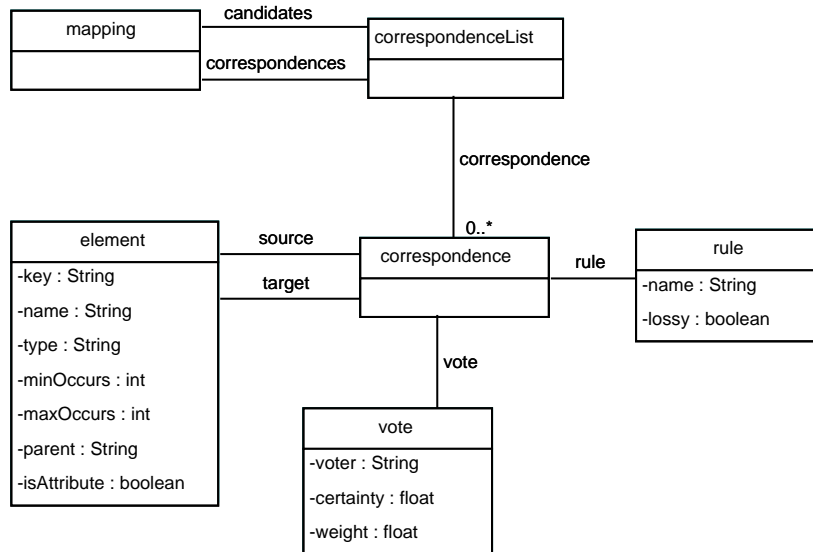 mapping
candidates
correspondences
correspondenceList
correspondence
0..*
element
-key : String
-name : String
-type : String
-minOccurs : int
-maxOccurs : int
-parent : String
-isAttribute : boolean
source
target
correspondence
rule
rule
-name : String
-lossy : boolean
vote
vote
-voter : String
-certainty : float
-weight : float